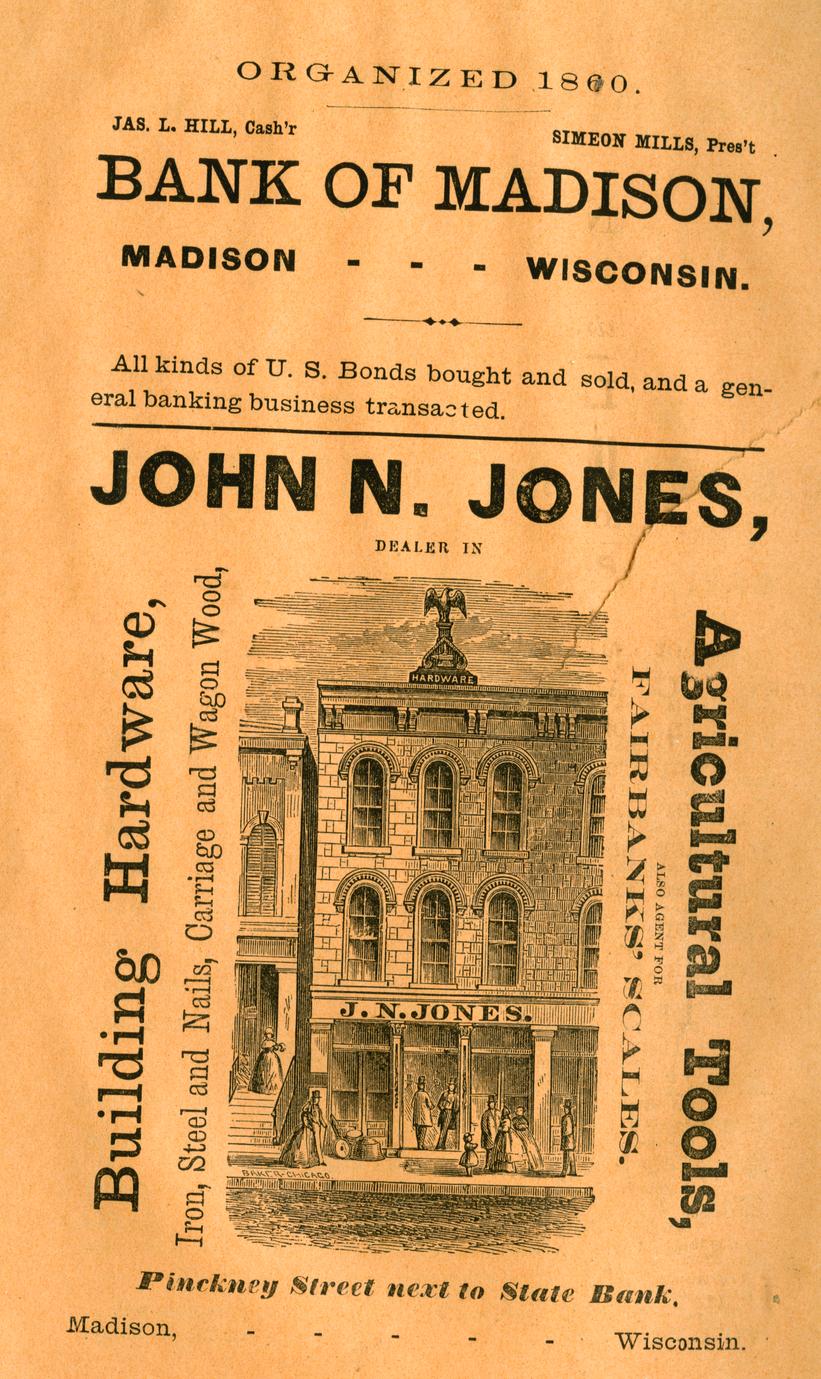 ORGANIZED 1860.
JAS. L. HILL, Cash'r
SIMEON MILLS, Pres't
BANK OF MADISON,
MADISON - - - WISCONSIN.
All kinds of U. S. Bonds bought and sold, and a gen-
eral banking business transacted.
JOHN N. JONES,
DEALER IN
Building Hardware,
Iron, Steel and Nails, Carriage and Wagon Wood,
HARDWARE
J. N. JONES.
BAKER-CHICAGO.
Agricultural Tools,
ALSO AGENT FOR
FAIRBANKS' SCALES.
Pinckney Street next to State Bank,
Madison, - - - - - Wisconsin.